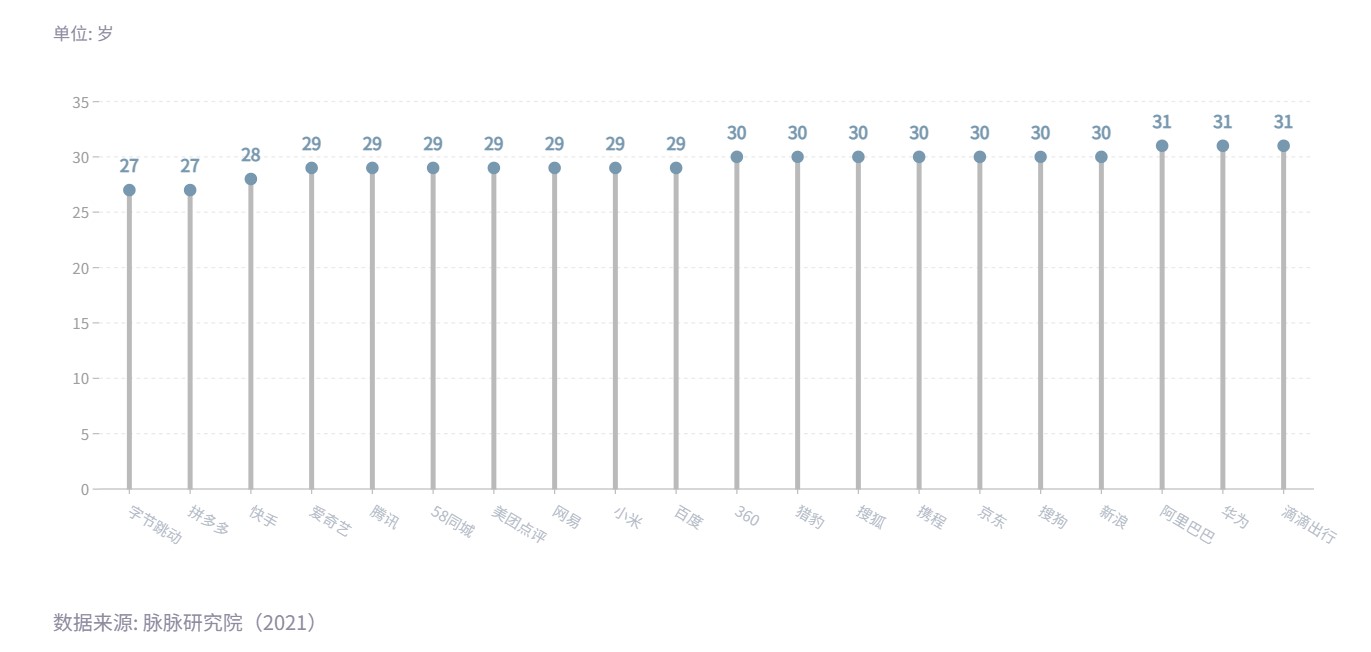 单位: 岁
35
30
25
20
15
10
5
0
27 27 28 29 29 29 29 29 29 29 30 30 30 30 30 30 30 31 31 31
字节跳动 拼多多 快手 爱奇艺 腾讯 58同城 美团点评 网易 小米 百度 360 猎豹 搜狐 携程 京东 搜狗 新浪 阿里巴巴 华为 滴滴出行
数据来源: 脉脉研究院（2021）